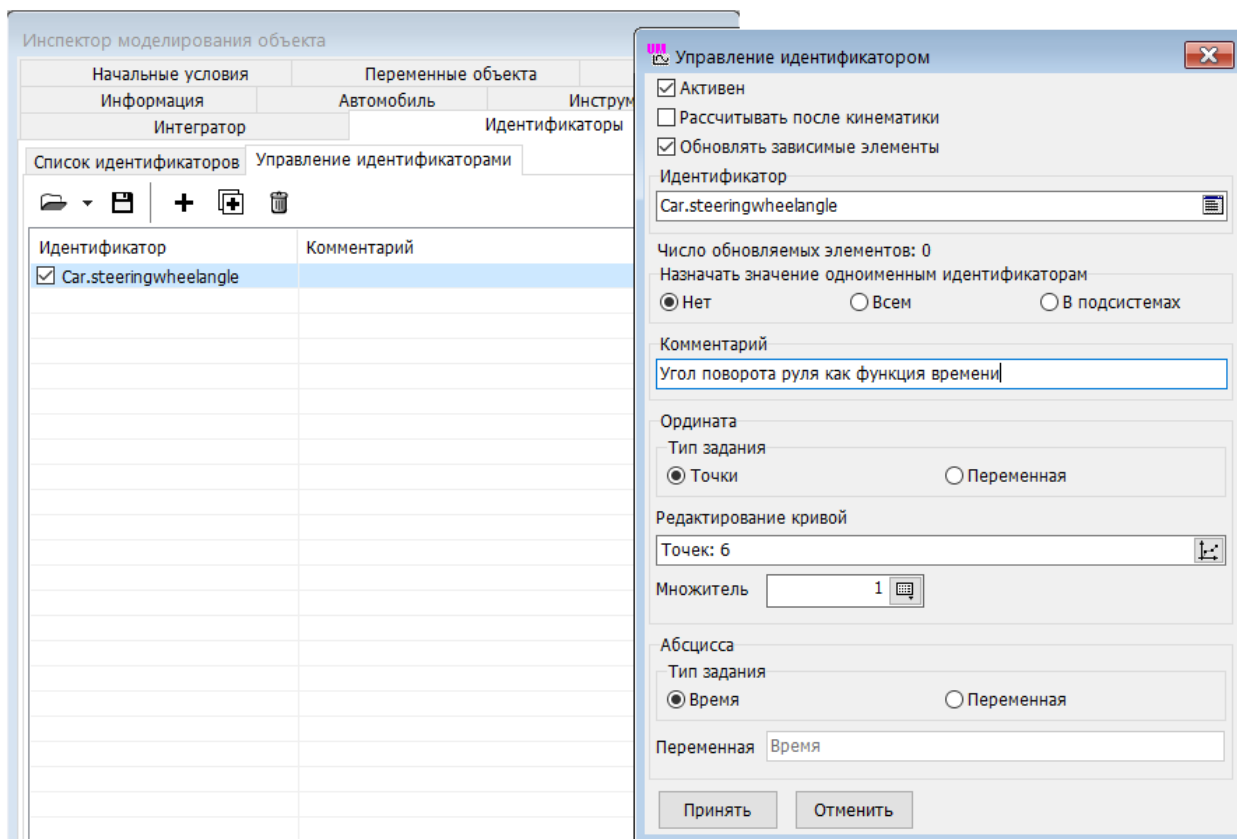 Инспектор моделирования объекта
Начальные условия Переменные объекта
Информация Автомобиль Инструм
Интегратор Идентификаторы
Список идентификаторов Управление идентификаторами
Идентификатор Комментарий
Car.steeringwheelangle
UM Управление идентификатором
Активен
Рассчитывать после кинематики
Обновлять зависимые элементы
Идентификатор
Car.steeringwheelangle
Число обновляемых элементов: 0
Назначать значение одноименным идентификаторам
Нет Всем В подсистемах
Комментарий
Угол поворота руля как функция времени
Ордината
Тип задания
Точки Переменная
Редактирование кривой
Точек: 6
Множитель 1
Абсцисса
Тип задания
Время Переменная
Переменная Время
Принять Отменить